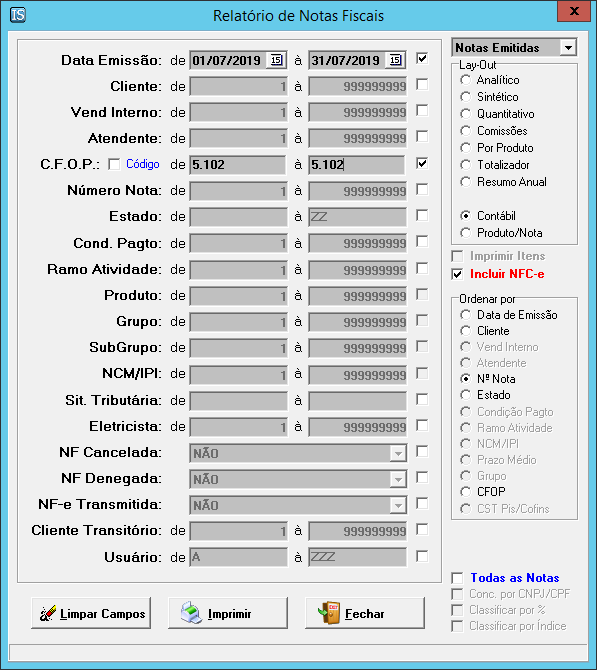 TS Relatório de Notas Fiscais X
Data Emissão: de 01/07/2019 15 à 31/07/2019 15
Cliente: de 1 à 999999999
Vend Interno: de 1 à 999999999
Atendente: de 1 à 999999999
C.F.O.P.: Código de 5.102 à 5.102
Número Nota: de 1 à 999999999
Estado: de à ZZ
Cond. Pagto: de 1 à 999999999
Ramo Atividade: de 1 à 999999999
Produto: de 1 à 999999999
Grupo: de 1 à 999999999
SubGrupo: de 1 à 999999999
NCM/IPI: de 1 à 999999999
Sit. Tributária: de à
Eletricista: de 1 à 999999999
NF Cancelada: NÃO
NF Denegada: NÃO
NF-e Transmitida: NÃO
Cliente Transitório: de 1 à 999999999
Usuário: de A à ZZZ
Limpar Campos
Imprimir
Fechar
Notas Emitidas
Lay-Out
Analítico
Sintético
Quantitativo
Comissões
Por Produto
Totalizador
Resumo Anual
Contábil
Produto/Nota
Imprimir Itens
Incluir NFC-e
Ordenar por
Data de Emissão
Cliente
Vend Interno
Atendente
Nº Nota
Estado
Condição Pagto
Ramo Atividade
NCM/IPI
Prazo Médio
Grupo
CFOP
CST Pis/Cofins
Todas as Notas
Conc. por CNPJ/CPF
Classificar por %
Classificar por Índice